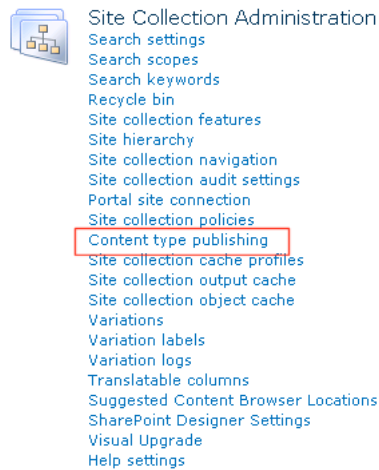 Site Collection Administration
Search settings
Search scopes
Search keywords
Recycle bin
Site collection features
Site hierarchy
Site collection navigation
Site collection audit settings
Portal site connection
Site collection policies
Content type publishing
Site collection cache profiles
Site collection output cache
Site collection object cache
Variations
Variation labels
Variation logs
Translatable columns
Suggested Content Browser Locations
SharePoint Designer Settings
Visual Upgrade
Help settings